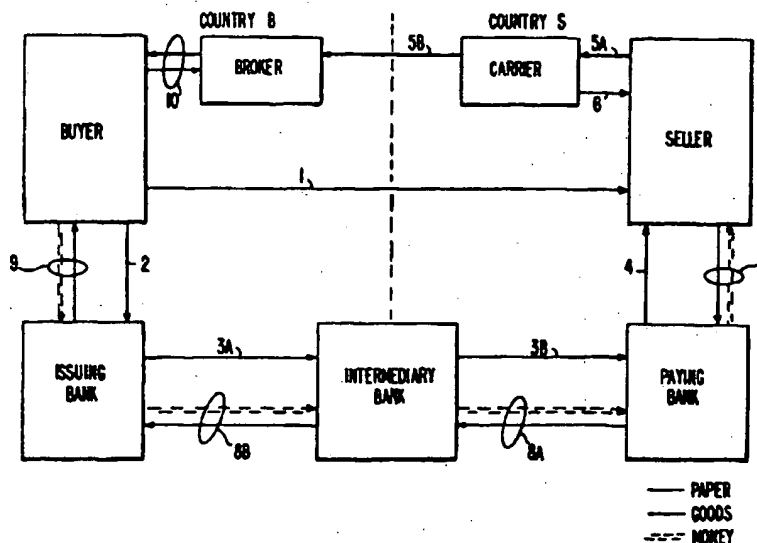 COUNTRY B
COUNTRY S
BUYER
BROKER
CARRIER
SELLER
10
5B
5A
6
1
9
2
4
ISSUING
BANK
INTERMEDIARY
BANK
PAYING
BANK
3A
3B
8B
8A
PAPER
GOODS
MONEY